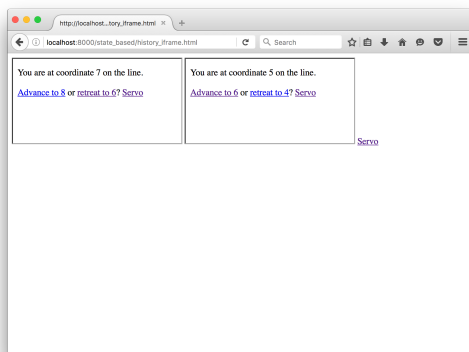 http://localhost...tory_iframe.html
localhost:8000/state_based/history_iframe.html
Search
You are at coordinate 7 on the line.
Advance to 8 or retreat to 6? Servo
You are at coordinate 5 on the line.
Advance to 6 or retreat to 4? Servo
Servo